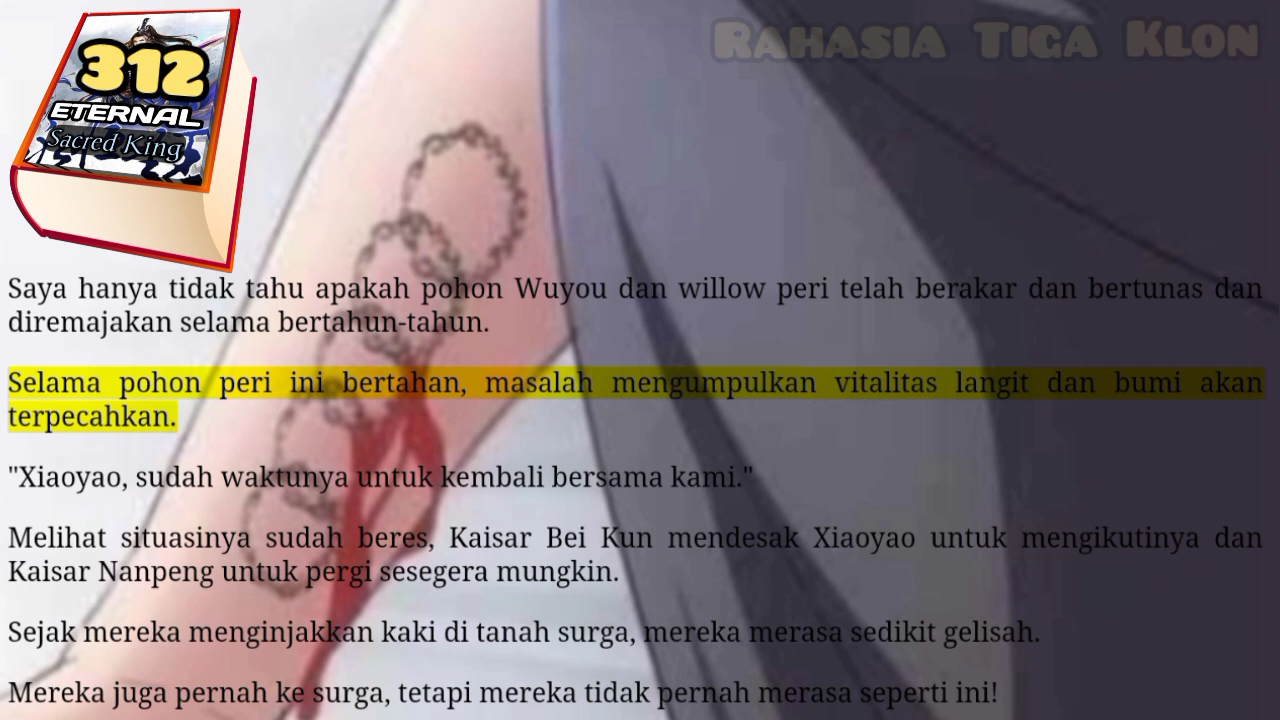 Rahasia Tiga Klon
312
ETERNAL
Sacred King
Saya hanya tidak tahu apakah pohon Wuyou dan willow peri telah berakar dan bertunas dan
diremajakan selama bertahun-tahun.
Selama pohon peri ini bertahan, masalah mengumpulkan vitalitas langit dan bumi akan
terpecahkan.
"Xiaoyao, sudah waktunya untuk kembali bersama kami."
Melihat situasinya sudah beres, Kaisar Bei Kun mendesak Xiaoyao untuk mengikutinya dan
Kaisar Nanpeng untuk pergi sesegera mungkin.
Sejak mereka menginjakkan kaki di tanah surga, mereka merasa sedikit gelisah.
Mereka juga pernah ke surga, tetapi mereka tidak pernah merasa seperti ini!